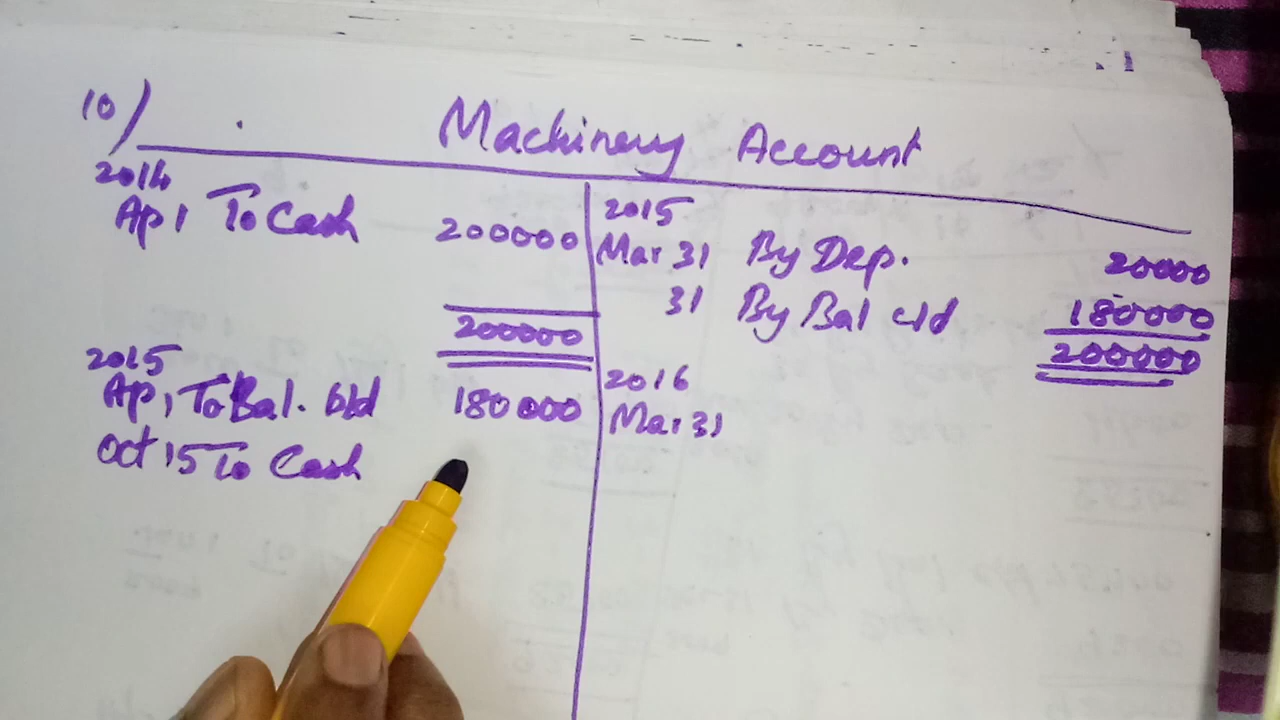 10/
Machinery Account
2014
Ap 1 To Cash 200000
200000
2015
Ap 1 To Bal. b/d 180000
Oct 15 To Cash
2015
Mar 31 By Dep. 20000
31 By Bal c/d 180000
200000
2016
Mar 31